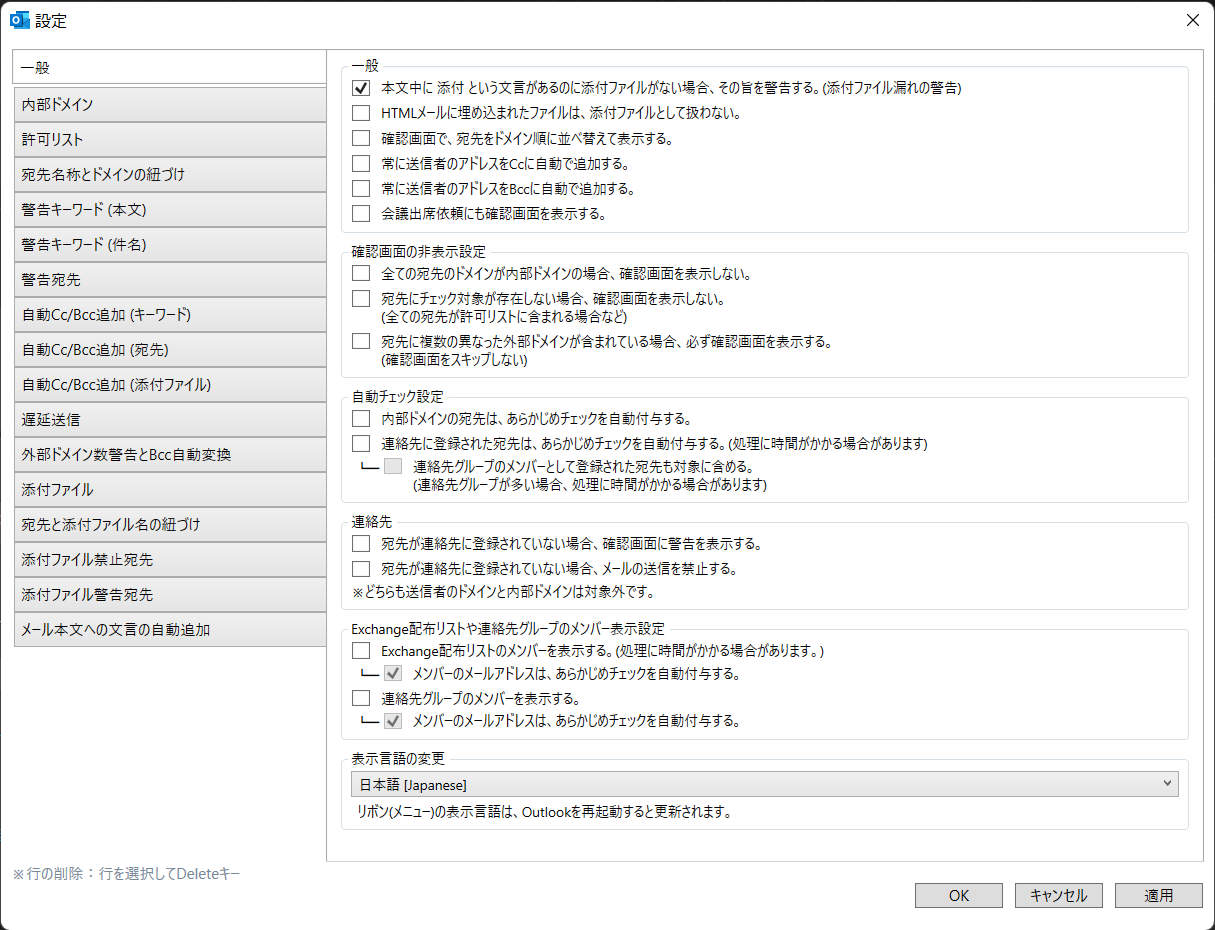 設定
一般
内部ドメイン
許可リスト
宛先名称とドメインの紐づけ
警告キーワード (本文)
警告キーワード (件名)
警告宛先
自動Cc/Bcc追加 (キーワード)
自動Cc/Bcc追加 (宛先)
自動Cc/Bcc追加 (添付ファイル)
遅延送信
外部ドメイン数警告とBcc自動変換
添付ファイル
宛先と添付ファイル名の紐づけ
添付ファイル禁止宛先
添付ファイル警告宛先
メール本文への文言の自動追加
※行の削除：行を選択してDeleteキー
一般
本文中に 添付 という文言があるのに添付ファイルがない場合、その旨を警告する。(添付ファイル漏れの警告)
HTMLメールに埋め込まれたファイルは、添付ファイルとして扱わない。
確認画面で、宛先をドメイン順に並べ替えて表示する。
常に送信者のアドレスをCcに自動で追加する。
常に送信者のアドレスをBccに自動で追加する。
会議出席依頼にも確認画面を表示する。
確認画面の非表示設定
全ての宛先のドメインが内部ドメインの場合、確認画面を表示しない。
宛先にチェック対象が存在しない場合、確認画面を表示しない。
(全ての宛先が許可リストに含まれる場合など)
宛先に複数の異なった外部ドメインが含まれている場合、必ず確認画面を表示する。
(確認画面をスキップしない)
自動チェック設定
内部ドメインの宛先は、あらかじめチェックを自動付与する。
連絡先に登録された宛先は、あらかじめチェックを自動付与する。(処理に時間がかかる場合があります)
連絡先グループのメンバーとして登録された宛先も対象に含める。
(連絡先グループが多い場合、処理に時間がかかる場合があります)
連絡先
宛先が連絡先に登録されていない場合、確認画面に警告を表示する。
宛先が連絡先に登録されていない場合、メールの送信を禁止する。
※どちらも送信者のドメインと内部ドメインは対象外です。
Exchange配布リストや連絡先グループのメンバー表示設定
Exchange配布リストのメンバーを表示する。(処理に時間がかかる場合があります。)
メンバーのメールアドレスは、あらかじめチェックを自動付与する。
連絡先グループのメンバーを表示する。
メンバーのメールアドレスは、あらかじめチェックを自動付与する。
表示言語の変更
日本語 [Japanese]
リボン(メニュー)の表示言語は、Outlookを再起動すると更新されます。
OK
キャンセル
適用